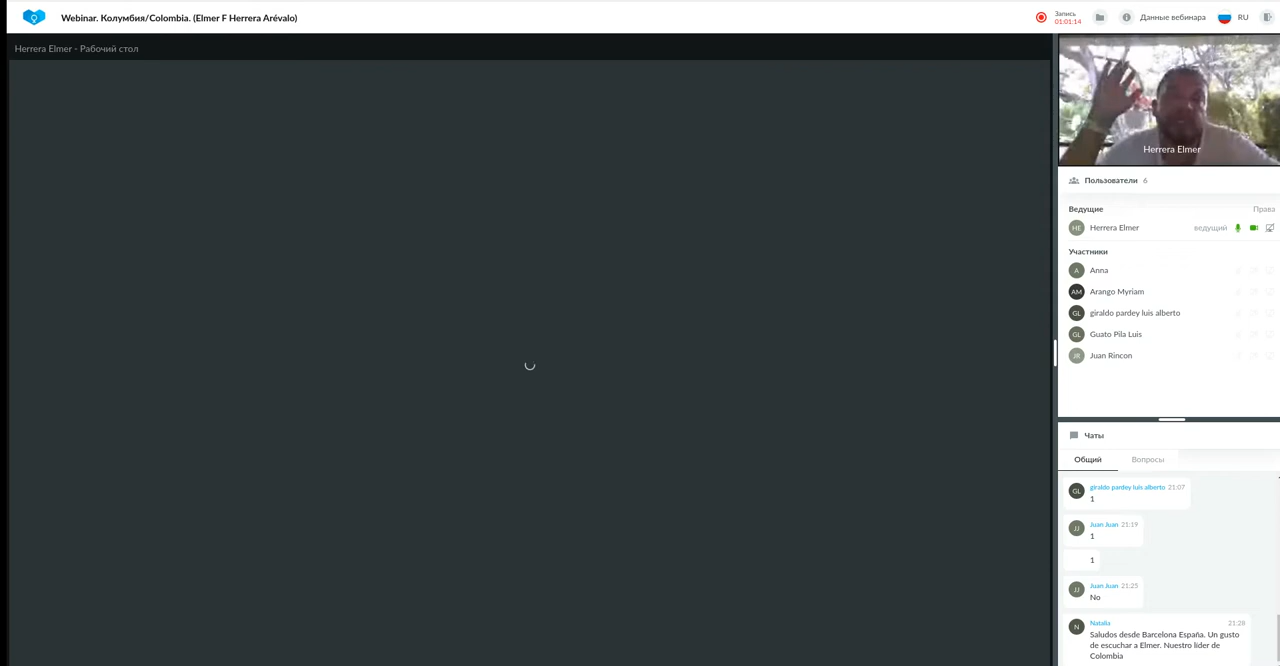 Webinar. Колумбия/Colombia. (Elmer F Herrera Arévalo)
Запись
01:01:14
Данные вебинара
RU
Herrera Elmer - Рабочий стол
Herrera Elmer
Пользователи 6
Ведущие Права
HE Herrera Elmer ведущий
Участники
A Anna
AM Arango Myriam
GL giraldo pardey luis alberto
GL Guato Pila Luis
JR Juan Rincon
Чаты
Общий Вопросы
GL giraldo pardey luis alberto 21:07
1
JJ Juan Juan 21:19
1
1
JJ Juan Juan 21:25
No
N Natalia 21:28
Saludos desde Barcelona España. Un gusto
de escuchar a Elmer. Nuestro líder de
Colombia